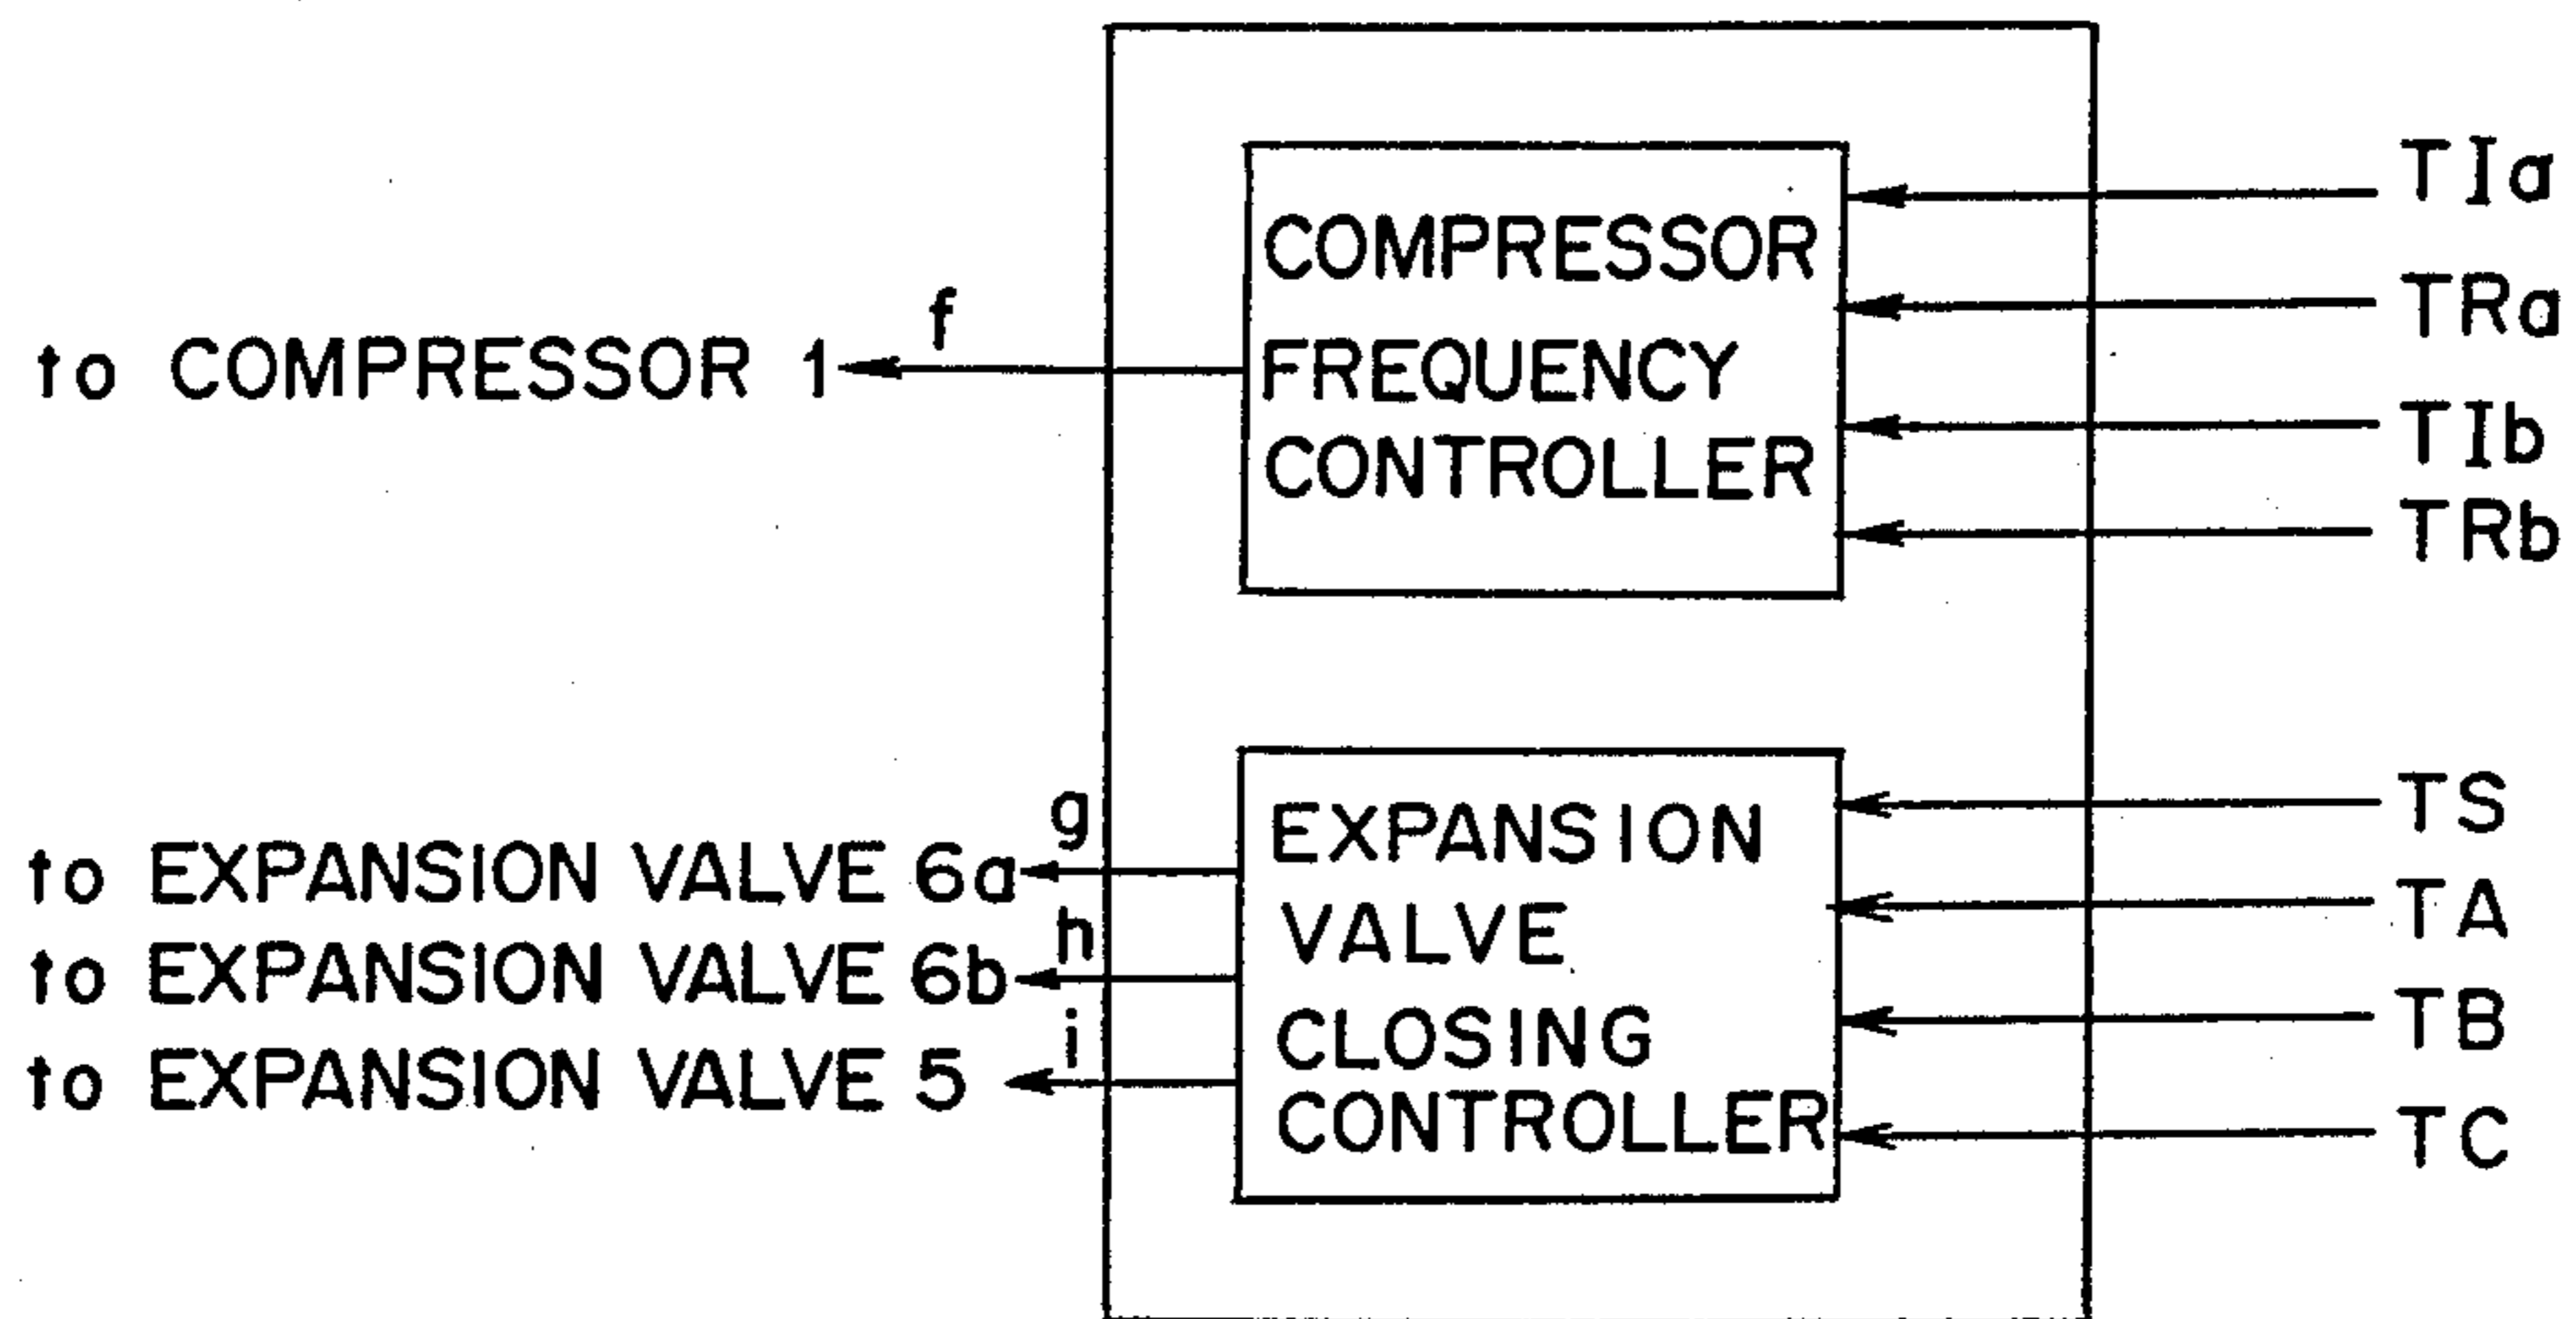 TIa
COMPRESSOR
TRa
f
to COMPRESSOR 1
FREQUENCY
TIb
CONTROLLER
TRb
g
EXPANSION
TS
to EXPANSION VALVE 6a
h
VALVE
TA
to EXPANSION VALVE 6b
i
CLOSING
TB
to EXPANSION VALVE 5
CONTROLLER
TC